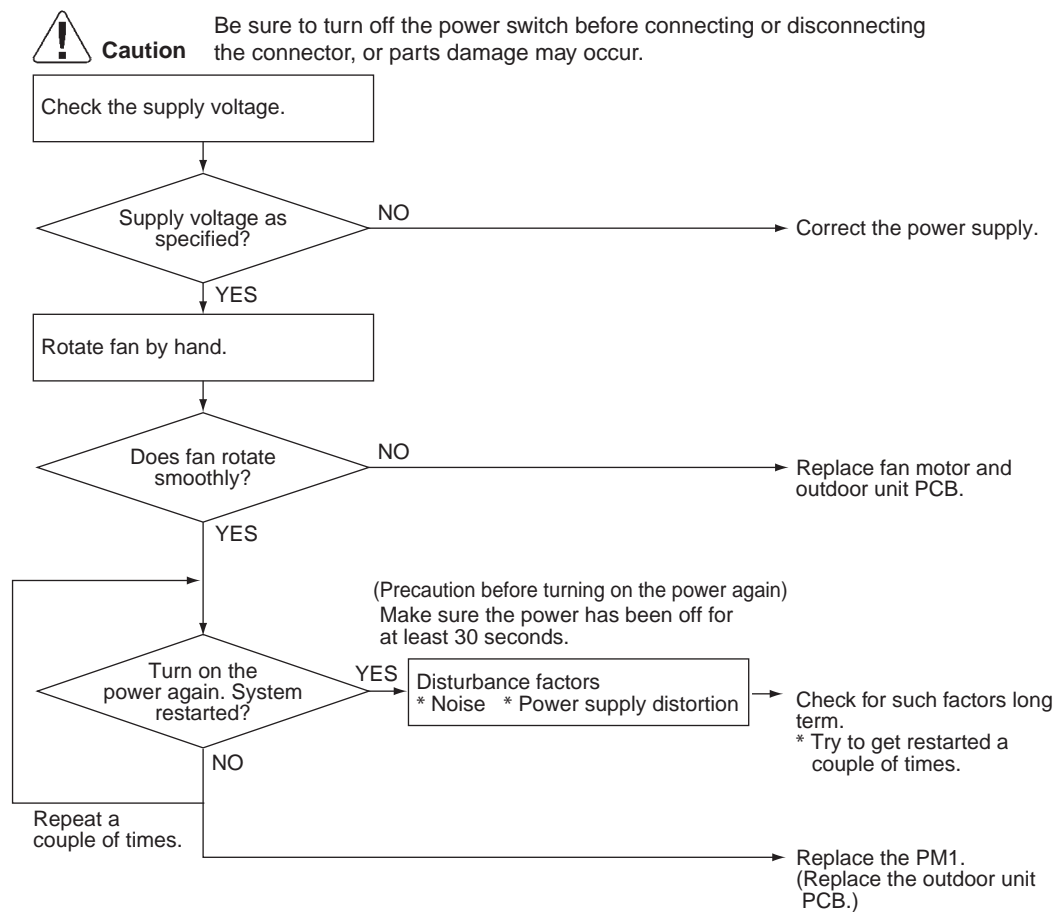 Be sure to turn off the power switch before connecting or disconnecting
Caution the connector, or parts damage may occur.
Check the supply voltage.
Supply voltage as
specified?
NO
Correct the power supply.
YES
Rotate fan by hand.
Does fan rotate
smoothly?
NO
Replace fan motor and
outdoor unit PCB.
YES
(Precaution before turning on the power again)
Make sure the power has been off for
at least 30 seconds.
Turn on the
power again. System
restarted?
YES
Disturbance factors
* Noise * Power supply distortion
Check for such factors long
term.
* Try to get restarted a
couple of times.
NO
Repeat a
couple of times.
Replace the PM1.
(Replace the outdoor unit
PCB.)